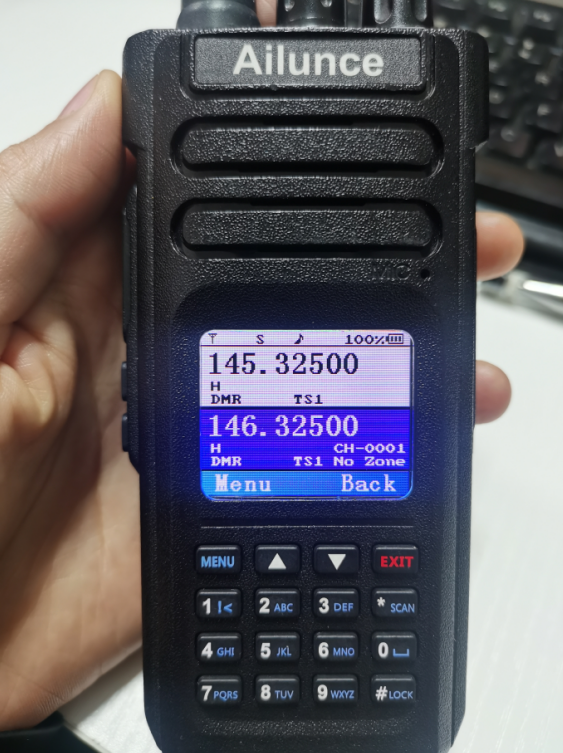 Ailunce
MIC
S 100%
145.32500
H
DMR TS1
146.32500
H CH-0001
DMR TS1 No Zone
Menu Back
MENU ▲ ▼ EXIT
1 |< 2 ABC 3 DEF * SCAN
4 GHI 5 JKL 6 MNO 0
7 PQRS 8 TUV 9 WXYZ # LOCK